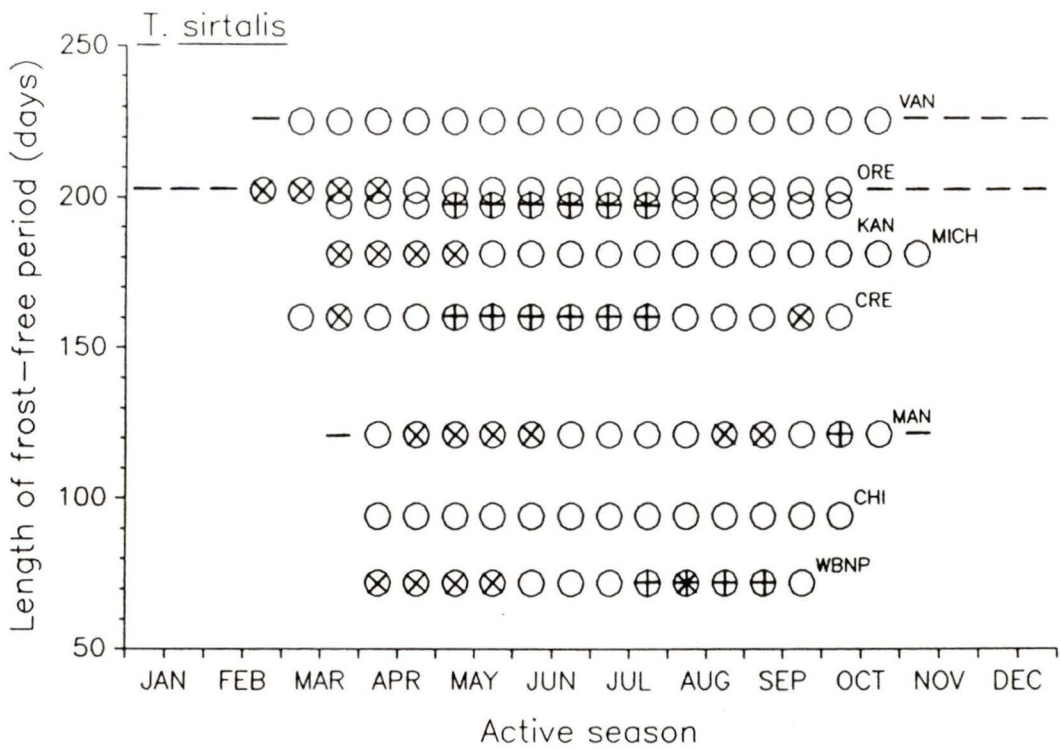 T. sirtalis
Length of frost-free period (days)
250
200
150
100
50
VAN
ORE
KAN
MICH
CRE
MAN
CHI
WBNP
JAN FEB MAR APR MAY JUN JUL AUG SEP OCT NOV DEC
Active season